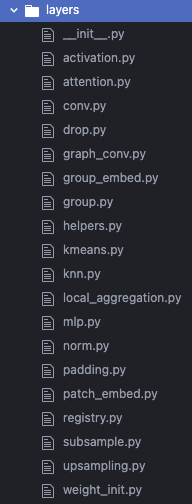 layers
__init__.py
activation.py
attention.py
conv.py
drop.py
graph_conv.py
group_embed.py
group.py
helpers.py
kmeans.py
knn.py
local_aggregation.py
mlp.py
norm.py
padding.py
patch_embed.py
registry.py
subsample.py
upsampling.py
weight_init.py